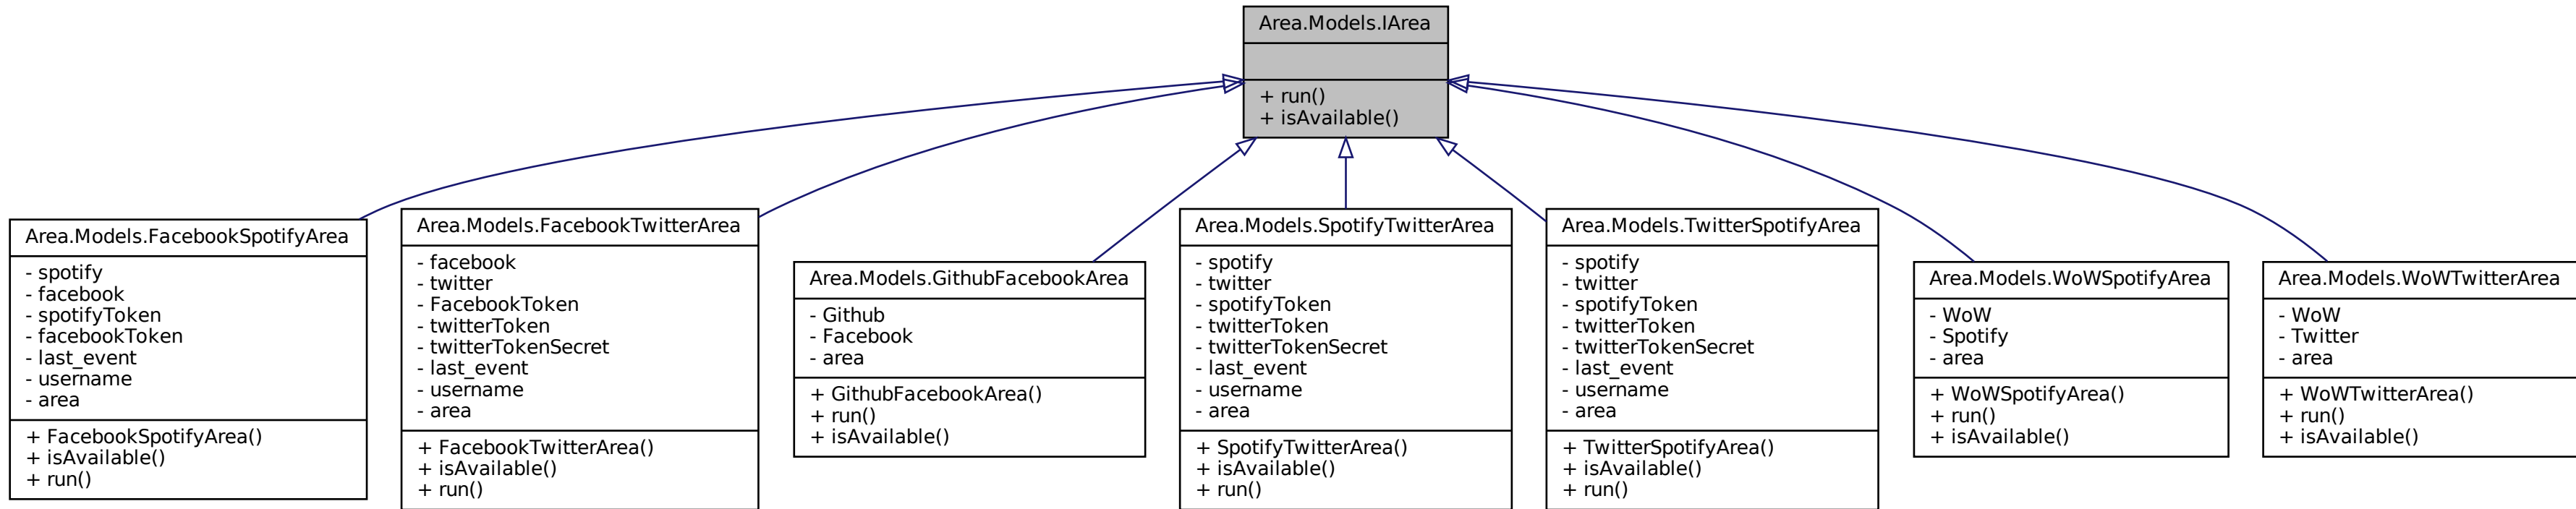 Area.Models.IArea
+ run()
+ isAvailable()
Area.Models.FacebookSpotifyArea
- spotify
- facebook
- spotifyToken
- facebookToken
- last_event
- username
- area
+ FacebookSpotifyArea()
+ isAvailable()
+ run()
Area.Models.FacebookTwitterArea
- facebook
- twitter
- FacebookToken
- twitterToken
- twitterTokenSecret
- last_event
- username
- area
+ FacebookTwitterArea()
+ isAvailable()
+ run()
Area.Models.GithubFacebookArea
- Github
- Facebook
- area
+ GithubFacebookArea()
+ run()
+ isAvailable()
Area.Models.SpotifyTwitterArea
- spotify
- twitter
- spotifyToken
- twitterToken
- twitterTokenSecret
- last_event
- username
- area
+ SpotifyTwitterArea()
+ isAvailable()
+ run()
Area.Models.TwitterSpotifyArea
- spotify
- twitter
- spotifyToken
- twitterToken
- twitterTokenSecret
- last_event
- username
- area
+ TwitterSpotifyArea()
+ isAvailable()
+ run()
Area.Models.WoWSpotifyArea
- WoW
- Spotify
- area
+ WoWSpotifyArea()
+ run()
+ isAvailable()
Area.Models.WoWTwitterArea
- WoW
- Twitter
- area
+ WoWTwitterArea()
+ run()
+ isAvailable()